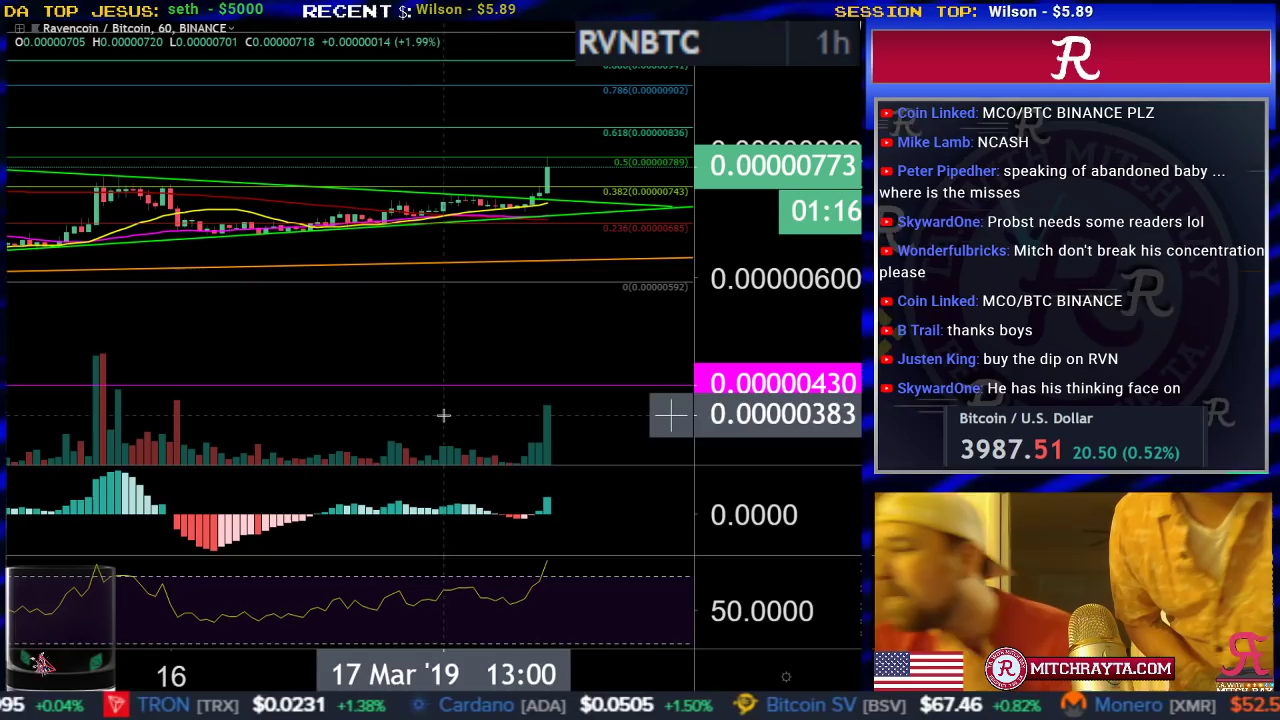 DA TOP JESUS: seth - $5000 RECENT $: Wilson - $5.89 SESSION TOP: Wilson - $5.89
Ravencoin / Bitcoin, 60, BINANCE
O0.00000705 H0.00000720 L0.00000701 C0.00000718 +0.00000014 (+1.99%)
RVNBTC 1h
0.786(0.00000902)
0.618(0.00000836)
0.5(0.00000789)
0.00000773
0.382(0.00000743)
01:16
0.236(0.00000685)
0.00000600
0(0.00000592)
0.00000430
0.00000383
0.0000
50.0000
16
17 Mar '19 13:00
R
Coin Linked: MCO/BTC BINANCE PLZ
Mike Lamb: NCASH
Peter Pipedher: speaking of abandoned baby ...
where is the misses
SkywardOne: Probst needs some readers lol
Wonderfulbricks: Mitch don't break his concentration
please
Coin Linked: MCO/BTC BINANCE
B Trail: thanks boys
Justen King: buy the dip on RVN
SkywardOne: He has his thinking face on
Bitcoin / U.S. Dollar
3987.51 20.50 (0.52%)
MITCHRAYTA.COM
995 +0.04% TRON [TRX] $0.0231 +1.38% Cardano [A $0.0505 +1.50% Bitcoin SV [BSV] $67.46 +0.82% Monero [XMR] $52.5